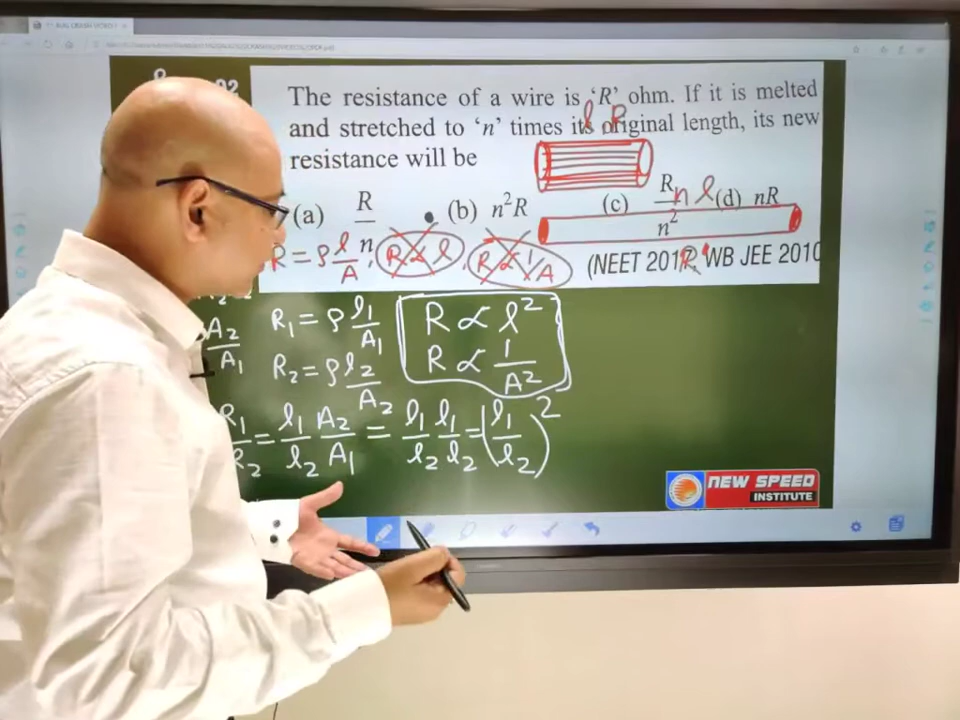 The resistance of a wire is ‘R’ ohm. If it is melted
and stretched to ‘n’ times its original length, its new
resistance will be
l R
(a) R/n (b) n²R (c) R/n² (d) nR
n l
R = ρ l/A ; R ∝ l , R ∝ 1/A
(NEET 201 WB JEE 2010
R'
A₂/A₁ R₁ = ρ l₁/A₁ R ∝ l²
R₂ = ρ l₂/A₂ R ∝ 1/A²
R₁/R₂ = l₁/l₂ A₂/A₁ = l₁/l₂ l₁/l₂ = (l₁/l₂)²
NEW SPEED
INSTITUTE